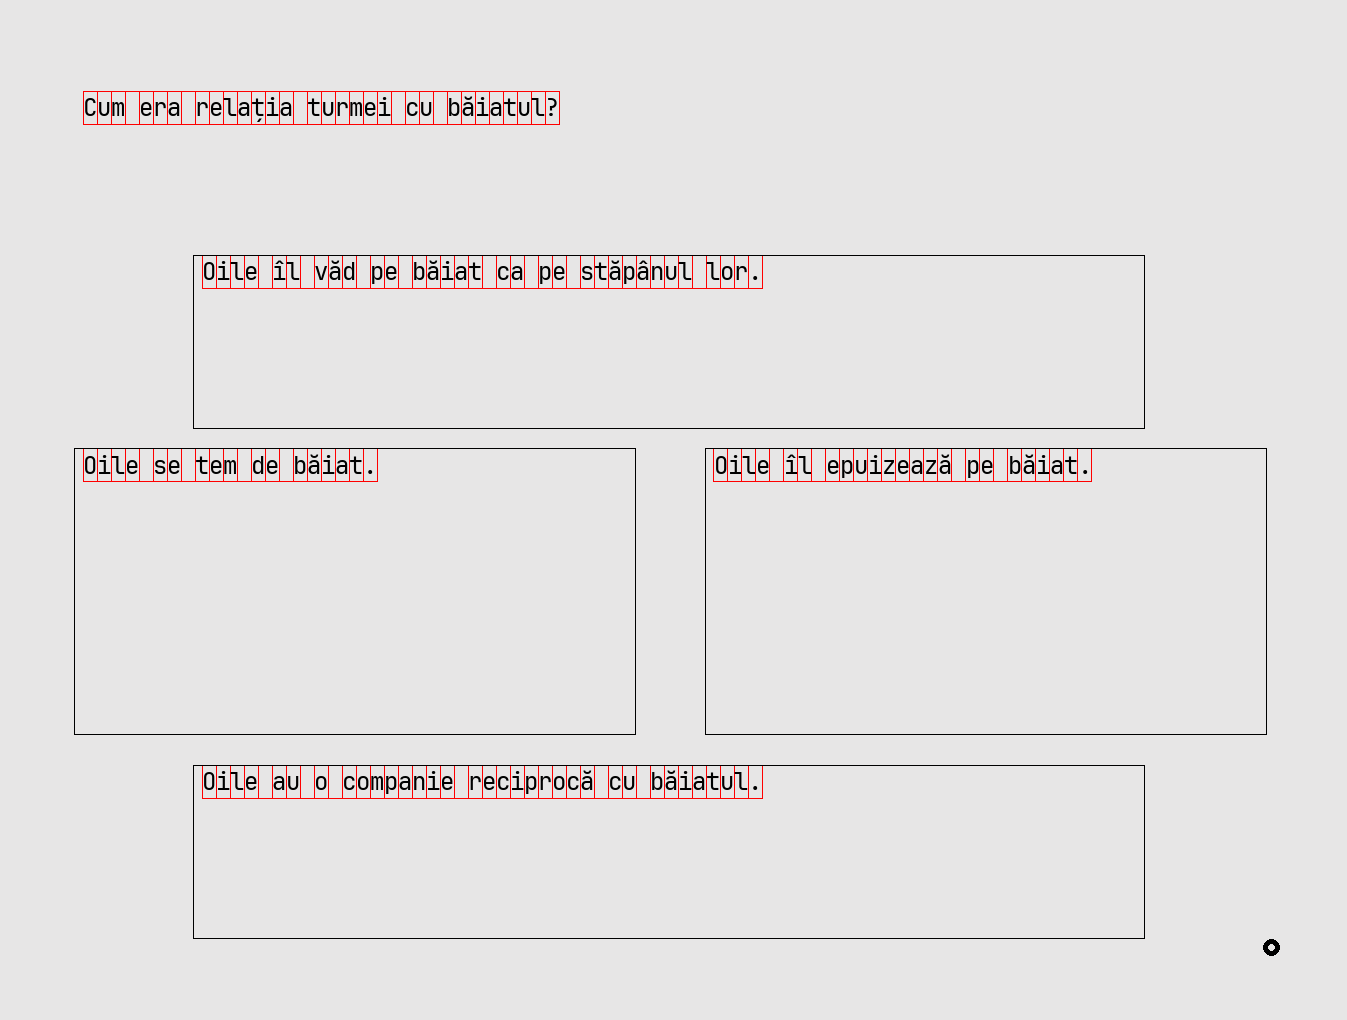 Cum era relația turmei cu băiatul?
Oile îl văd pe băiat ca pe stăpânul lor.
Oile se tem de băiat.
Oile îl epuizează pe băiat.
Oile au o companie reciprocă cu băiatul.